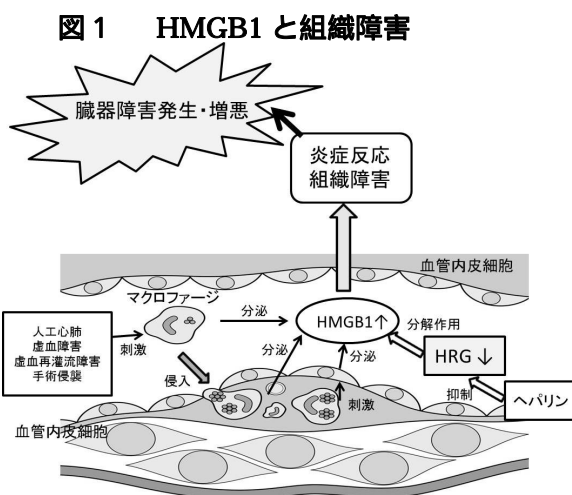 図１ HMGB1と組織障害
臓器障害発生・増悪
炎症反応
組織障害
血管内皮細胞
マクロファージ
分泌
HMGB1↑
分解作用
人工心肺
虚血障害
虚血再灌流障害
手術侵襲
刺激
分泌
分泌
HRG↓
侵入
刺激
抑制
ヘパリン
血管内皮細胞